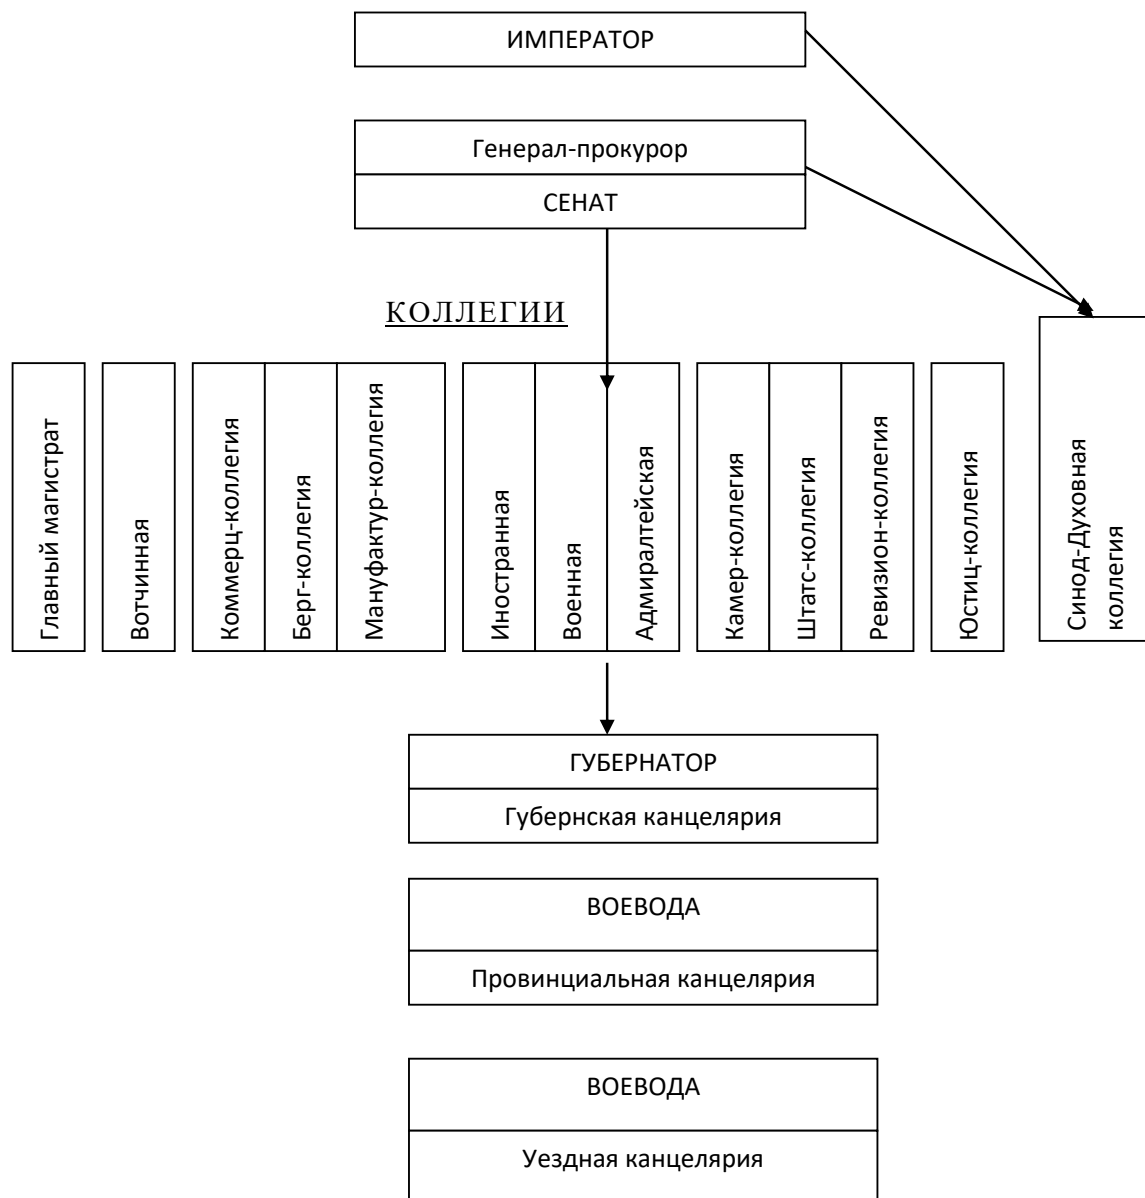 ИМПЕРАТОР
Генерал-прокурор
СЕНАТ
КОЛЛЕГИИ
Главный магистрат
Вотчинная
Коммерц-коллегия
Берг-коллегия
Мануфактур-коллегия
Иностранная
Военная
Адмиралтейская
Камер-коллегия
Штатс-коллегия
Ревизион-коллегия
Юстиц-коллегия
Синод-Духовная
коллегия
ГУБЕРНАТОР
Губернская канцелярия
ВОЕВОДА
Провинциальная канцелярия
ВОЕВОДА
Уездная канцелярия